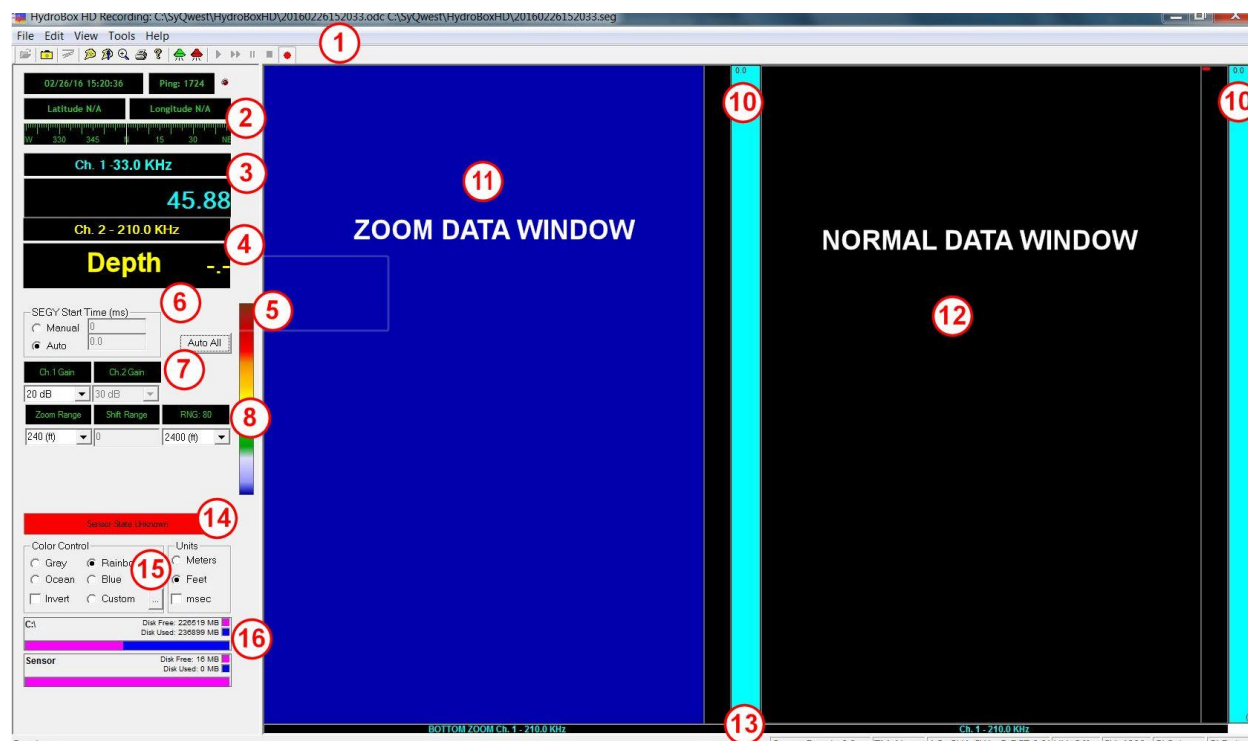 HydroBox HD Recording: C:\SyQwest\HydroBoxHD\20160226152033.odc C:\SyQwest\HydroBoxHD\20160226152033.seg
File Edit View Tools Help
1
02/26/16 15:20:36 Ping: 1724
Latitude N/A Longitude N/A
2
W 330 345 N 15 30 NE
Ch. 1 -33.0 KHz
3
45.88
Ch. 2 - 210.0 KHz
4
Depth -.-
5
6
SEGY Start Time (ms)
Manual 0
Auto 0.0
Auto All
7
Ch.1 Gain Ch.2 Gain
20 dB 30 dB
Zoom Range Shift Range RNG: 80
8
240 (ft) 0 2400 (ft)
Sensor State Unknown
14
Color Control
Gray Rainbo
Ocean Blue
Invert Custom ...
15
Units
Meters
Feet
msec
C:\ Disk Free: 226519 MB
Disk Used: 236899 MB
16
Sensor Disk Free: 16 MB
Disk Used: 0 MB
11
ZOOM DATA WINDOW
0.0
10
NORMAL DATA WINDOW
12
0.0
10
BOTTOM ZOOM Ch. 1 - 210.0 KHz
13
Ch. 1 - 210.0 KHz